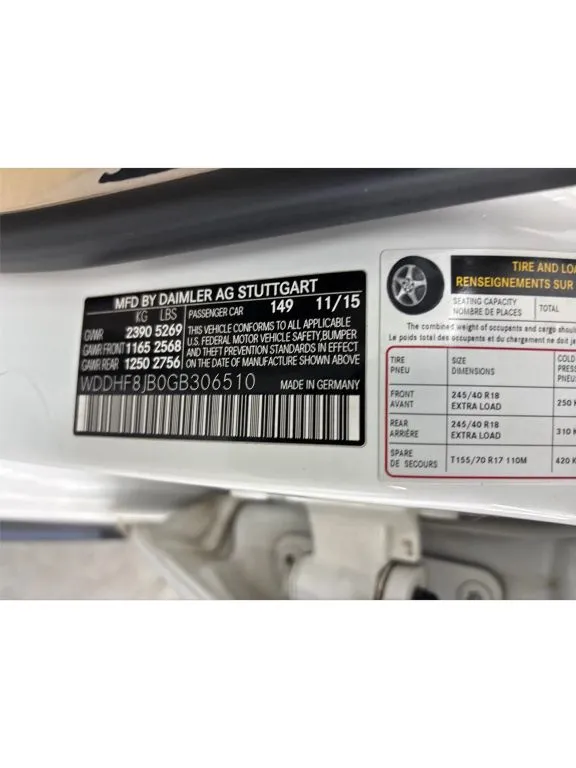 MFD BY DAIMLER AG STUTTGART
KG LBS PASSENGER CAR 149 11/15
GVWR 2390 5269
GAWR FRONT 1165 2568
GAWR REAR 1250 2756
THIS VEHICLE CONFORMS TO ALL APPLICABLE
U.S. FEDERAL MOTOR VEHICLE SAFETY, BUMPER
AND THEFT PREVENTION STANDARDS IN EFFECT
ON THE DATE OF MANUFACTURE SHOWN ABOVE.
WDDHF8JB0GB306510 MADE IN GERMANY
TIRE AND LOA
RENSEIGNEMENTS SUR
SEATING CAPACITY
NOMBRE DE PLACES
TOTAL
The combined weight of occupants and cargo shou
Le poids total des occupants et du chargement ne doit
TIRE
PNEU
SIZE
DIMENSIONS
COLD
PRES
PNEU
FRONT
AVANT
245/40 R18
EXTRA LOAD
250 K
REAR
ARRIÈRE
245/40 R18
EXTRA LOAD
310 K
SPARE
DE SECOURS
T155/70 R17 110M
420 K